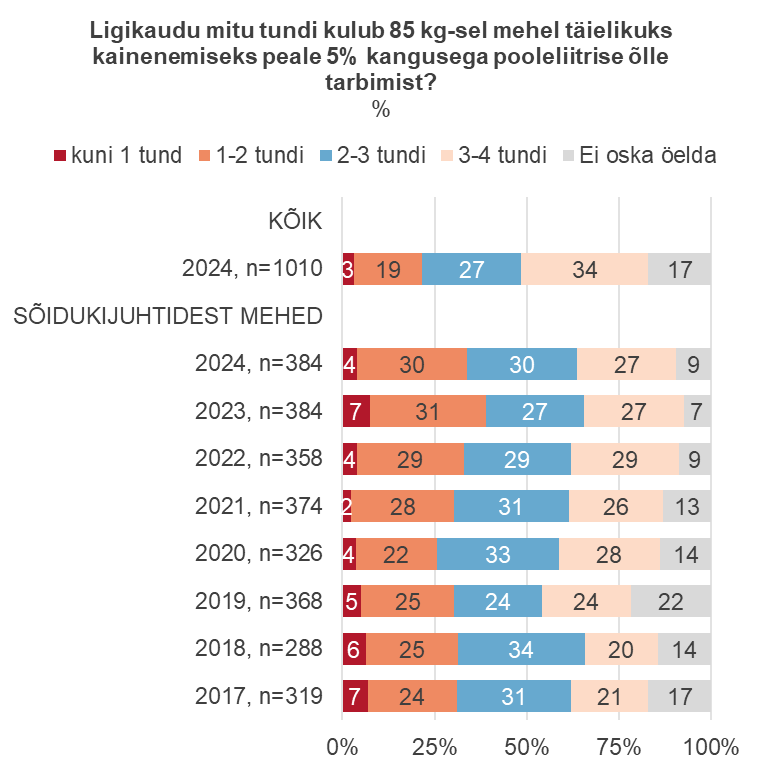 Ligikaudu mitu tundi kulub 85 kg-sel mehel täielikuks
kainenemiseks peale 5% kangusega pooleliitrise õlle
tarbimist?
%
kuni 1 tund 1-2 tundi 2-3 tundi 3-4 tundi Ei oska öelda
KÕIK
2024, n=1010 3 19 27 34 17
SÕIDUKIJUHTIDEST MEHED
2024, n=384 4 30 30 27 9
2023, n=384 7 31 27 27 7
2022, n=358 4 29 29 29 9
2021, n=374 2 28 31 26 13
2020, n=326 4 22 33 28 14
2019, n=368 5 25 24 24 22
2018, n=288 6 25 34 20 14
2017, n=319 7 24 31 21 17
0% 25% 50% 75% 100%